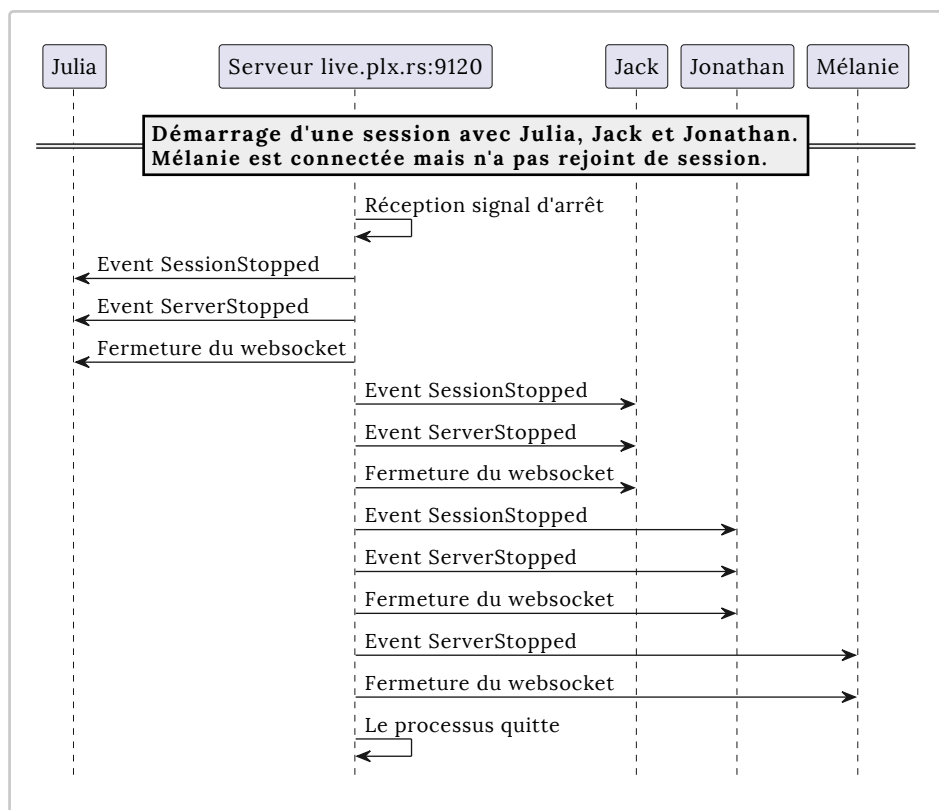 Julia
Serveur live.plx.rs:9120
Jack
Jonathan
Mélanie
Démarrage d'une session avec Julia, Jack et Jonathan.
Mélanie est connectée mais n'a pas rejoint de session.
Réception signal d'arrêt
Event SessionStopped
Event ServerStopped
Fermeture du websocket
Event SessionStopped
Event ServerStopped
Fermeture du websocket
Event SessionStopped
Event ServerStopped
Fermeture du websocket
Event ServerStopped
Fermeture du websocket
Le processus quitte